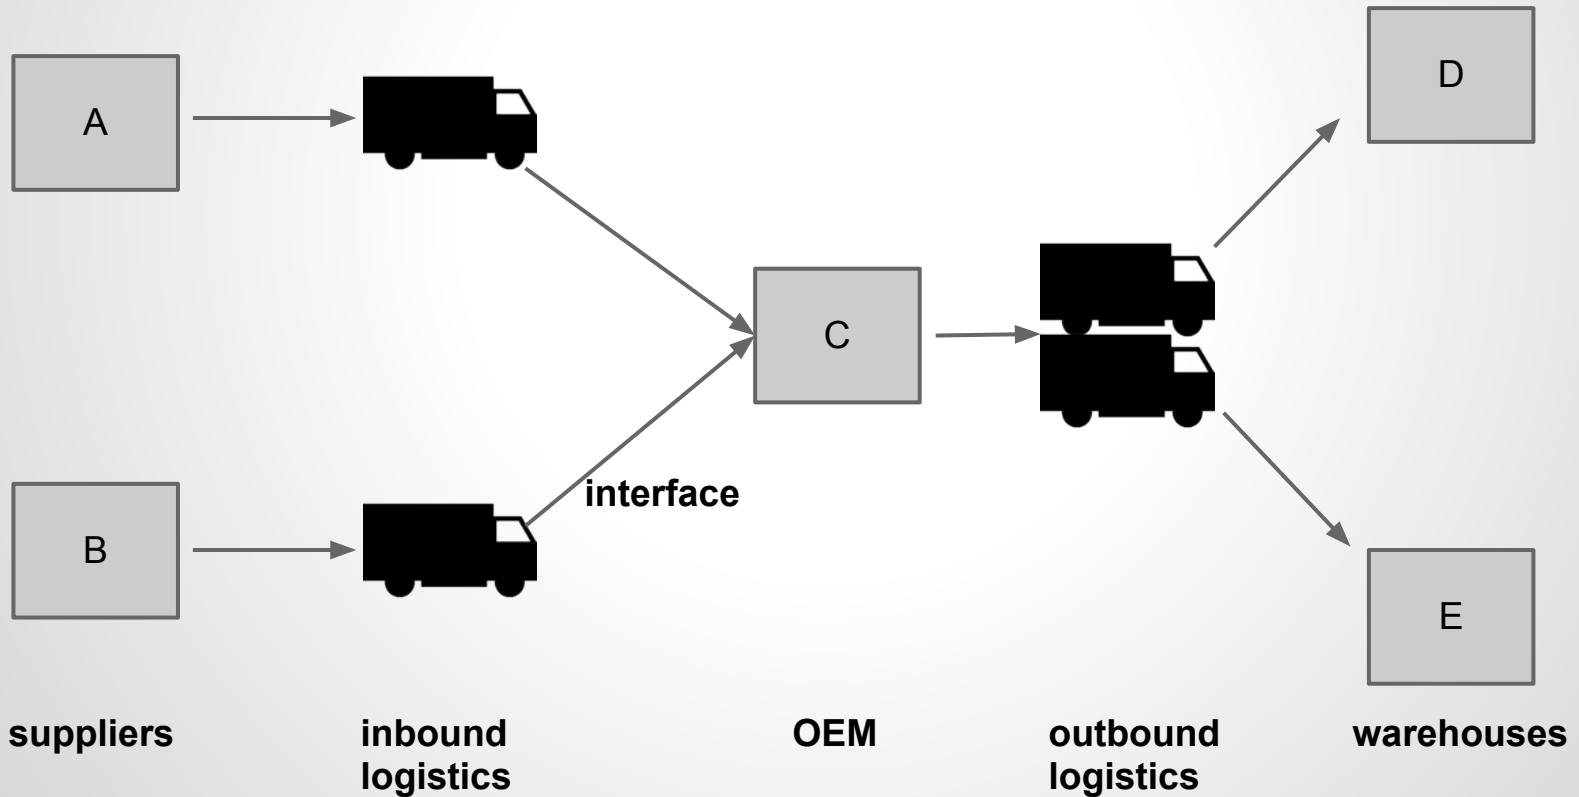 A
D
C
interface
B
E
suppliers
inbound
logistics
OEM
outbound
logistics
warehouses